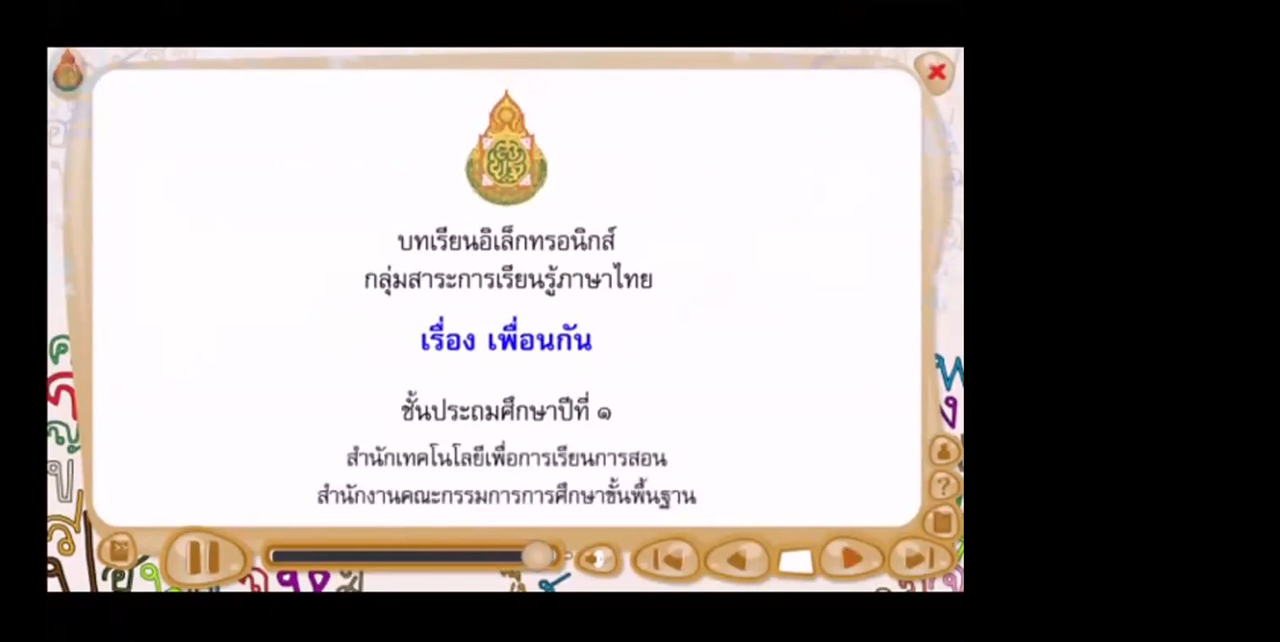 บทเรียนอิเล็กทรอนิกส์
กลุ่มสาระการเรียนรู้ภาษาไทย
เรื่อง เพื่อนกัน
ชั้นประถมศึกษาปีที่ ๑
สำนักเทคโนโลยีเพื่อการเรียนการสอน
สำนักงานคณะกรรมการการศึกษาขั้นพื้นฐาน